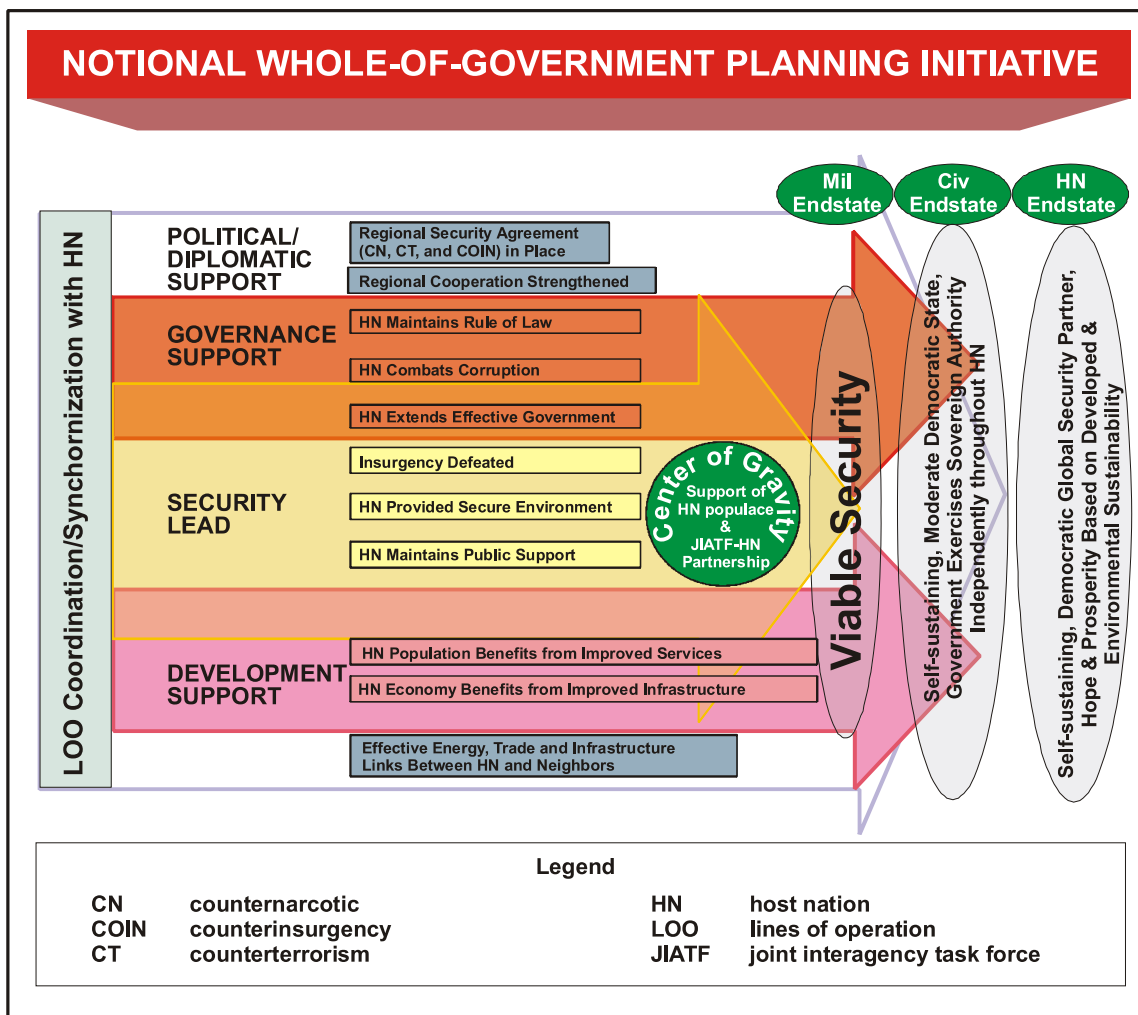 NOTIONAL WHOLE-OF-GOVERNMENT PLANNING INITIATIVE
Mil
Endstate
Civ
Endstate
HN
Endstate
LOO Coordination/Synchornization with HN
POLITICAL/
DIPLOMATIC
SUPPORT
Regional Security Agreement
(CN, CT, and COIN) in Place
Regional Cooperation Strengthened
GOVERNANCE
SUPPORT
HN Maintains Rule of Law
HN Combats Corruption
HN Extends Effective Government
SECURITY
LEAD
Insurgency Defeated
HN Provided Secure Environment
HN Maintains Public Support
Center of Gravity
Support of
HN populace
&
JIATF-HN
Partnership
DEVELOPMENT
SUPPORT
HN Population Benefits from Improved Services
HN Economy Benefits from Improved Infrastructure
Effective Energy, Trade and Infrastructure
Links Between HN and Neighbors
Viable Security
Self-sustaining, Moderate Democratic State,
Government Exercises Sovereign Authority
Independently throughout HN
Self-sustaining, Democratic Global Security Partner,
Hope & Prosperity Based on Developed &
Environmental Sustainability
Legend
CN counternarcotic
COIN counterinsurgency
CT counterterrorism
HN host nation
LOO lines of operation
JIATF joint interagency task force